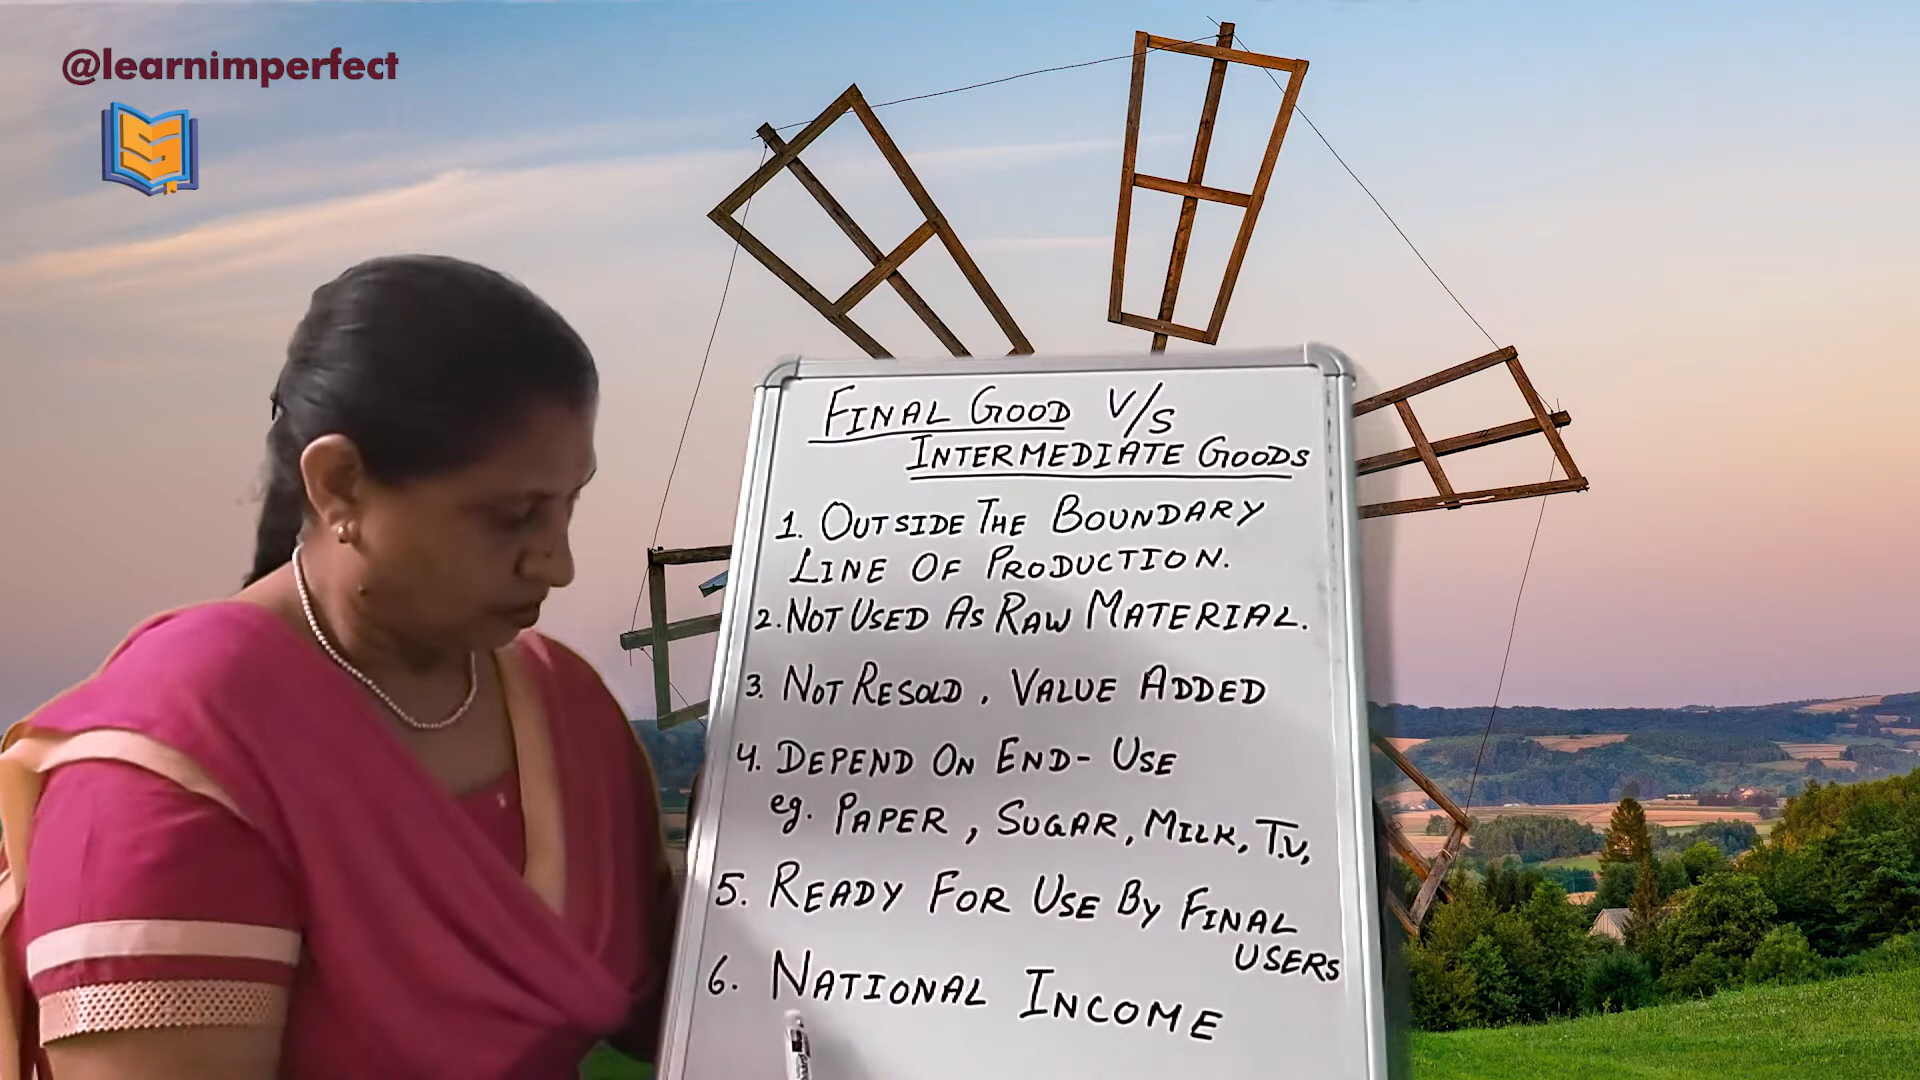 @learnimperfect
FINAL GOOD V/S
INTERMEDIATE GOODS
1. OUTSIDE THE BOUNDARY
LINE OF PRODUCTION.
2. NOT USED AS RAW MATERIAL.
3. NOT RESOLD. VALUE ADDED
4. DEPEND ON END-USE
eg. PAPER, SUGAR, MILK, T.V,
5. READY FOR USE BY FINAL
USERS
6. NATIONAL INCOME